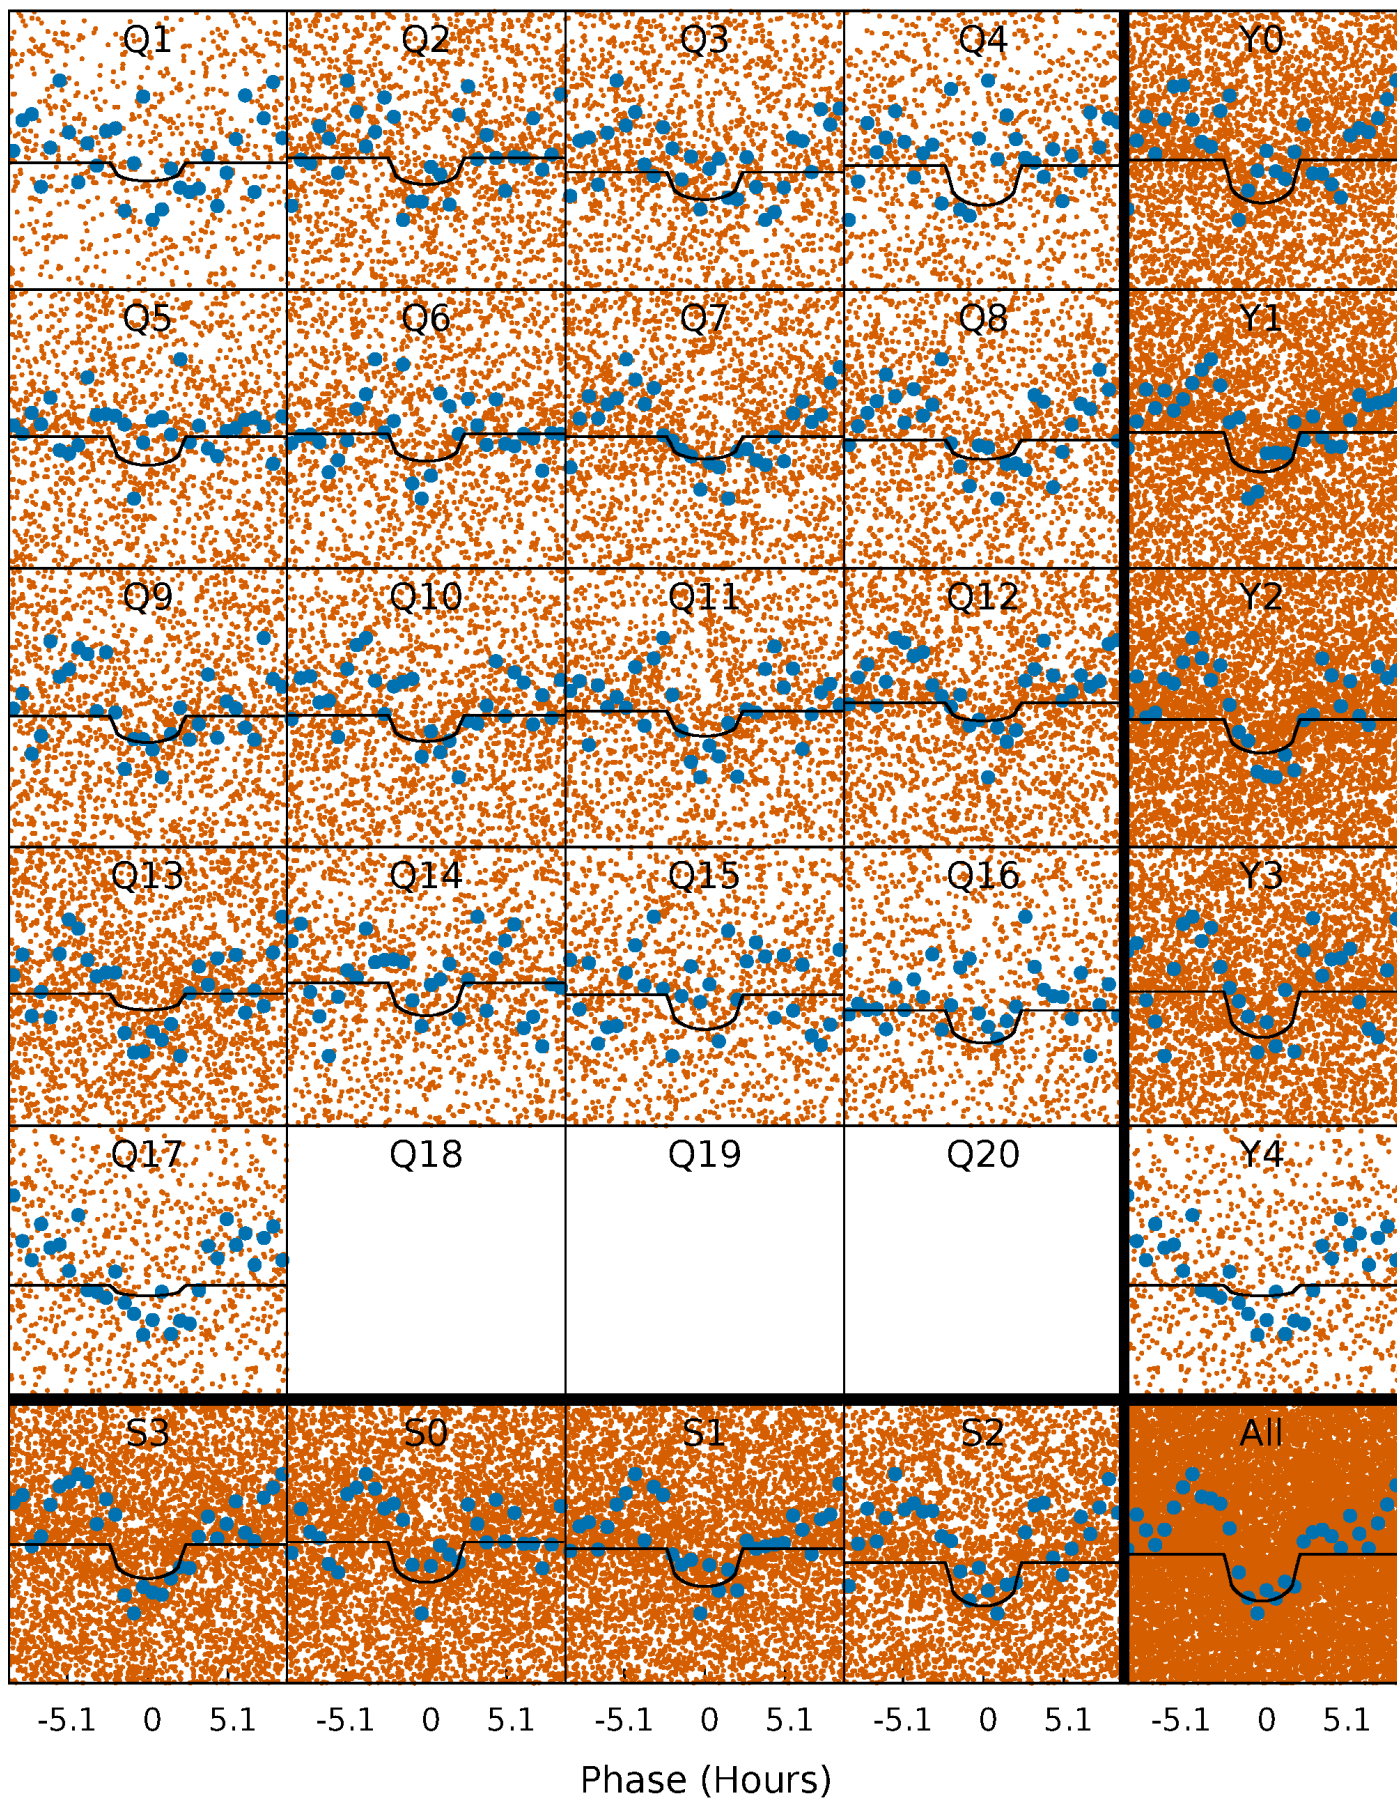 Q1 Q2 Q3 Q4 Y0
Q5 Q6 Q7 Q8 Y1
Q9 Q10 Q11 Q12 Y2
Q13 Q14 Q15 Q16 Y3
Q17 Q18 Q19 Q20 Y4
S3 S0 S1 S2 All
-5.1 0 5.1 -5.1 0 5.1 -5.1 0 5.1 -5.1 0 5.1 -5.1 0 5.1
Phase (Hours)